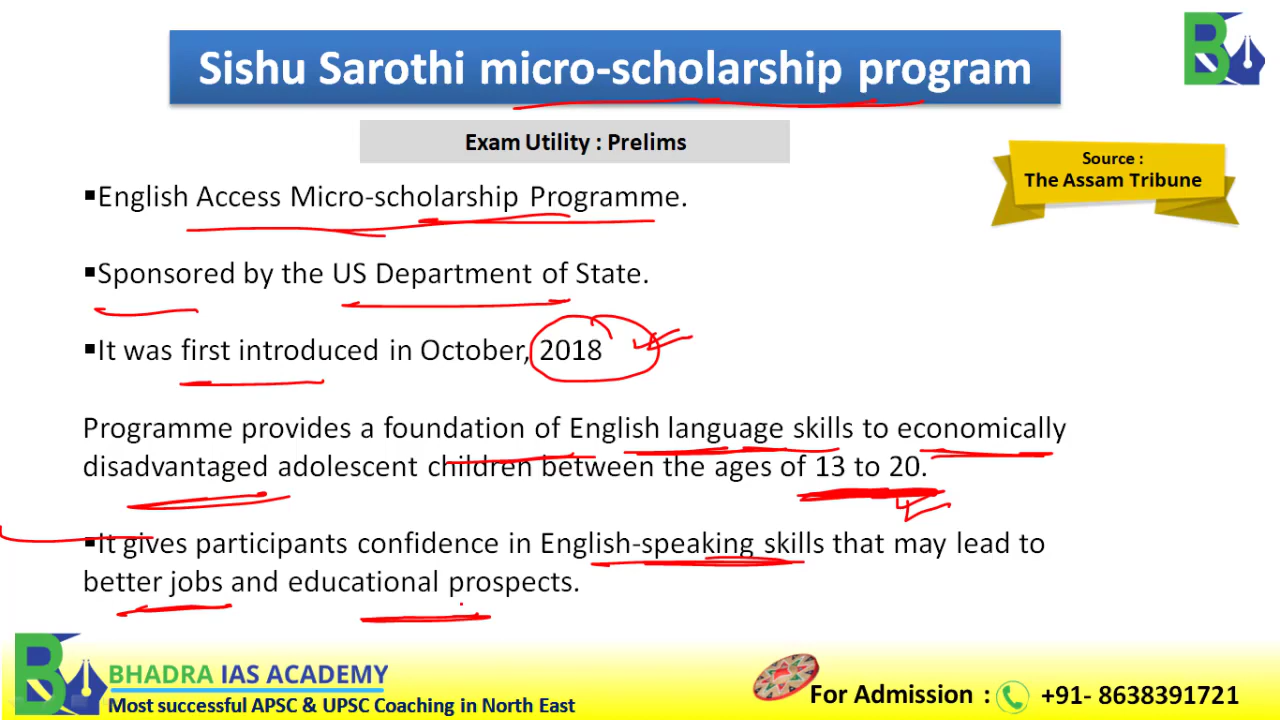 Sishu Sarothi micro-scholarship program
Exam Utility : Prelims
Source :
The Assam Tribune
▪English Access Micro-scholarship Programme.
▪Sponsored by the US Department of State.
▪It was first introduced in October, 2018
Programme provides a foundation of English language skills to economically
disadvantaged adolescent children between the ages of 13 to 20.
▪It gives participants confidence in English-speaking skills that may lead to
better jobs and educational prospects.
BHADRA IAS ACADEMY
Most successful APSC & UPSC Coaching in North East
For Admission : +91- 8638391721